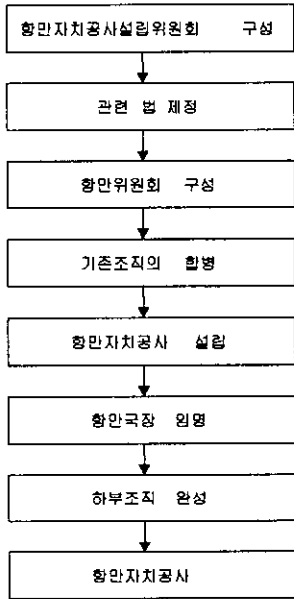 항만자치공사설립위원회 구성
관련 법 제정
항만위원회 구성
기존조직의 합병
항만자치공사 설립
항만국장 임명
하부조직 완성
항만자치공사